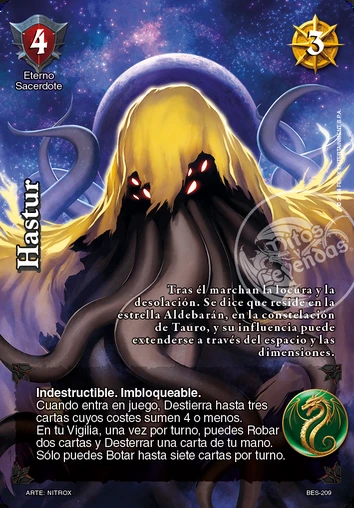 4
3
Eterno
Sacerdote
Hastur
Mitos
Leyendas
Tras él marchan la locura y la
desolación. Se dice que reside en la
estrella Aldebarán, en la constelación
de Tauro, y su influencia puede
extenderse a través del espacio y las
dimensiones.
Indestructible. Imbloqueable.
Cuando entra en juego, Destierra hasta tres
cartas cuyos costes sumen 4 o menos.
En tu Vigilia, una vez por turno, puedes Robar
dos cartas y Desterrar una carta de tu mano.
Sólo puedes Botar hasta siete cartas por turno.
ARTE: NITROX
BES-209